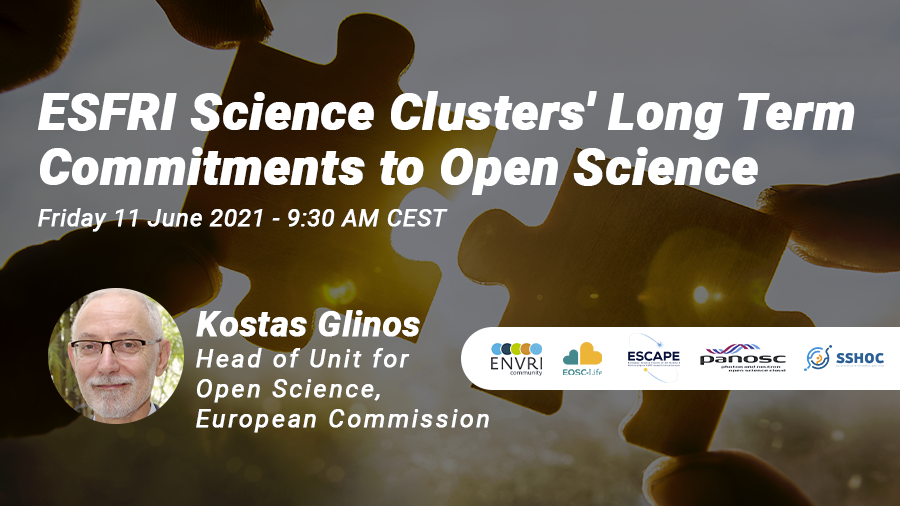 ESFRI Science Clusters' Long Term
Commitments to Open Science
Friday 11 June 2021 - 9:30 AM CEST
Kostas Glinos
Head of Unit for
Open Science,
European Commission
ENVRI
community
EOSC-Life
ESCAPE
panosc
photon and neutron
open science cloud
SSHOC